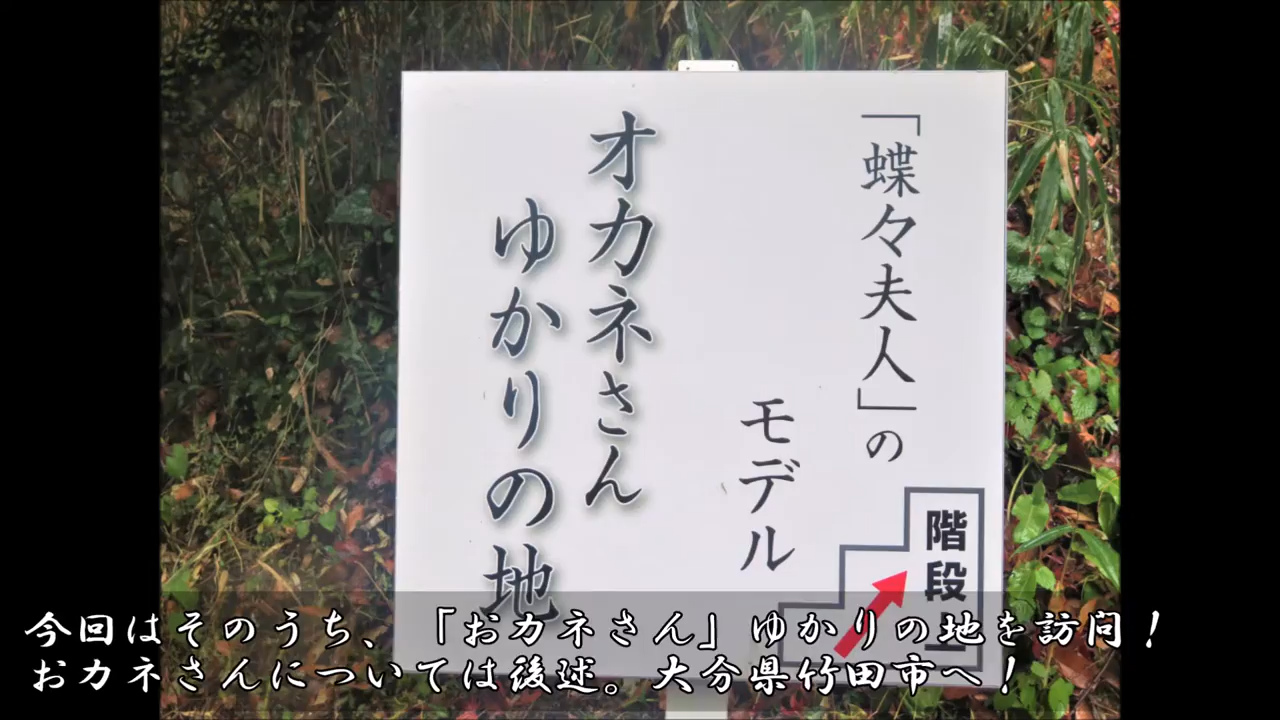 「蝶々夫人」の
モデル
オカネさん
ゆかりの地
階段上
今回はそのうち、「おカネさん」ゆかりの地を訪問！
おカネさんについては後述。大分県竹田市へ！